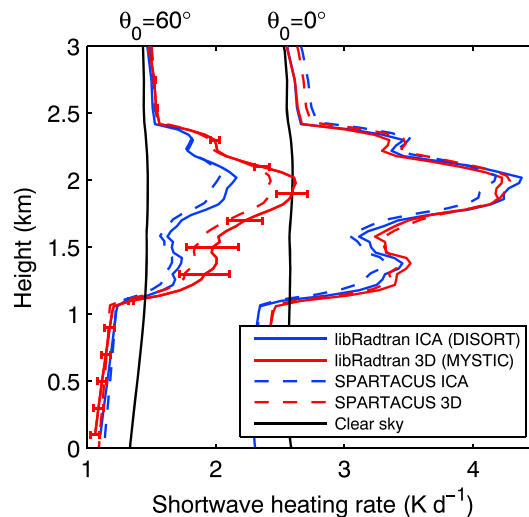 θ₀=60° θ₀=0°
3
2.5
2
1.5
1
0.5
0
Height (km)
libRadtran ICA (DISORT)
libRadtran 3D (MYSTIC)
SPARTACUS ICA
SPARTACUS 3D
Clear sky
1 2 3 4
Shortwave heating rate (K d⁻¹)